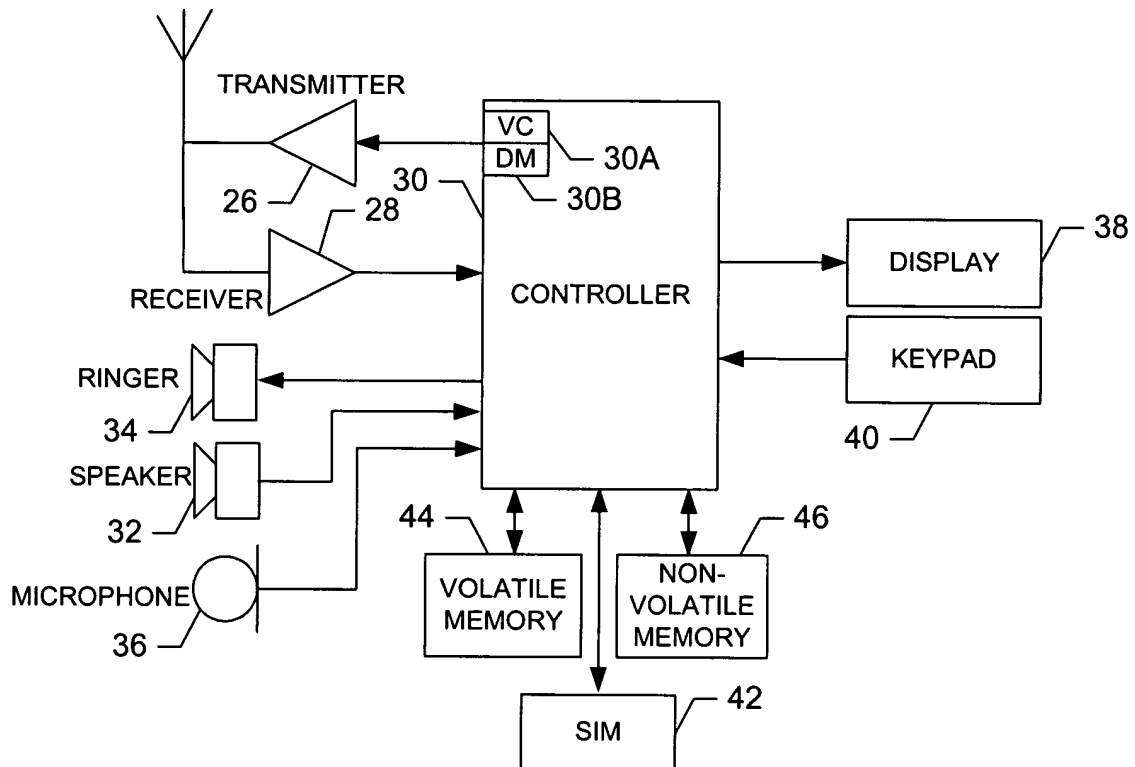 TRANSMITTER
VC
DM
30A
30B
30
26
28
RECEIVER
CONTROLLER
DISPLAY
38
KEYPAD
40
RINGER
34
SPEAKER
32
MICROPHONE
36
44
VOLATILE
MEMORY
46
NON-
VOLATILE
MEMORY
SIM
42